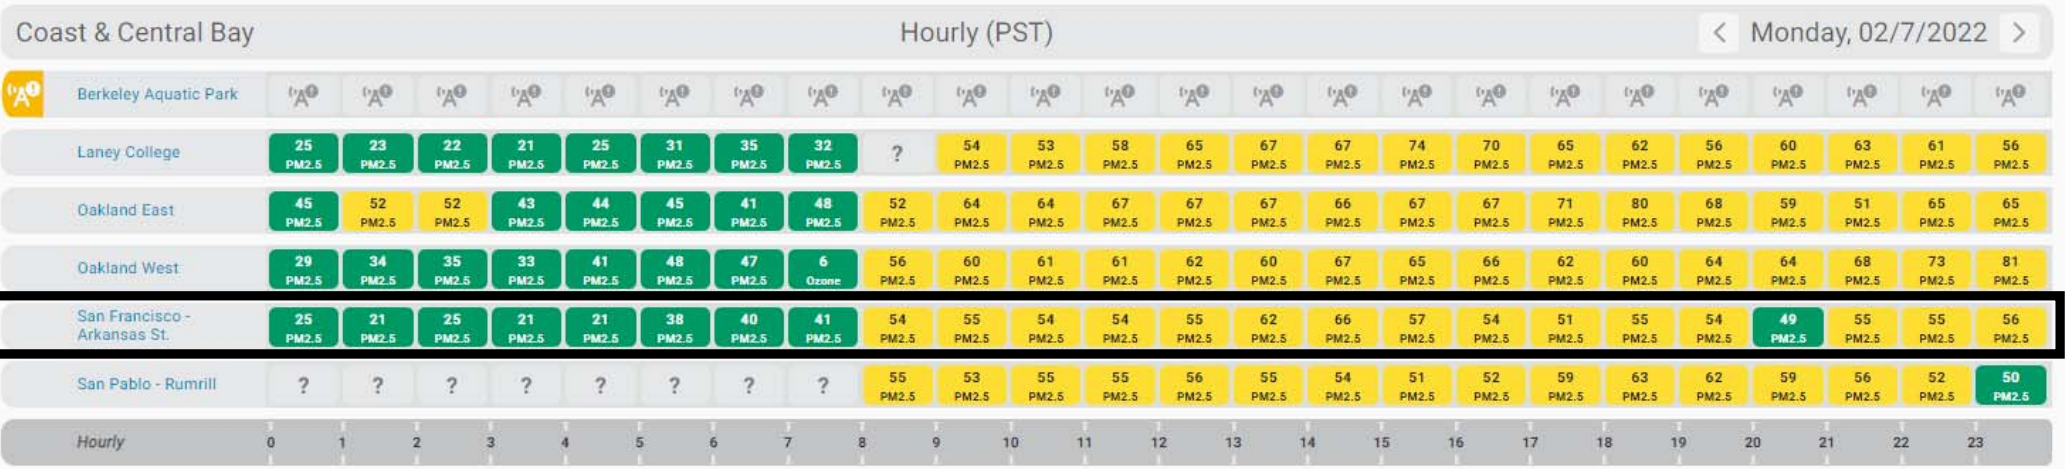 Coast & Central Bay Hourly (PST) < Monday, 02/7/2022 >
Berkeley Aquatic Park
Laney College 25 23 22 21 25 31 35 32 ? 54 53 58 65 67 67 74 70 65 62 56 60 63 61 56
PM2.5 PM2.5 PM2.5 PM2.5 PM2.5 PM2.5 PM2.5 PM2.5 PM2.5 PM2.5 PM2.5 PM2.5 PM2.5 PM2.5 PM2.5 PM2.5 PM2.5 PM2.5 PM2.5 PM2.5 PM2.5 PM2.5 PM2.5
Oakland East 45 52 52 43 44 45 41 48 52 64 64 67 67 67 66 67 67 71 80 68 59 51 65 65
PM2.5 PM2.5 PM2.5 PM2.5 PM2.5 PM2.5 PM2.5 PM2.5 PM2.5 PM2.5 PM2.5 PM2.5 PM2.5 PM2.5 PM2.5 PM2.5 PM2.5 PM2.5 PM2.5 PM2.5 PM2.5 PM2.5 PM2.5 PM2.5
Oakland West 29 34 35 33 41 48 47 6 56 60 61 61 62 60 67 65 66 62 60 64 64 68 73 81
PM2.5 PM2.5 PM2.5 PM2.5 PM2.5 PM2.5 PM2.5 Ozone PM2.5 PM2.5 PM2.5 PM2.5 PM2.5 PM2.5 PM2.5 PM2.5 PM2.5 PM2.5 PM2.5 PM2.5 PM2.5 PM2.5 PM2.5 PM2.5
San Francisco - 25 21 25 21 21 38 40 41 54 55 54 54 55 62 66 57 54 51 55 54 49 55 55 56
Arkansas St. PM2.5 PM2.5 PM2.5 PM2.5 PM2.5 PM2.5 PM2.5 PM2.5 PM2.5 PM2.5 PM2.5 PM2.5 PM2.5 PM2.5 PM2.5 PM2.5 PM2.5 PM2.5 PM2.5 PM2.5 PM2.5 PM2.5 PM2.5 PM2.5
San Pablo - Rumrill ? ? ? ? ? ? ? ? 55 53 55 55 56 55 54 51 52 59 63 62 59 56 52 50
PM2.5 PM2.5 PM2.5 PM2.5 PM2.5 PM2.5 PM2.5 PM2.5 PM2.5 PM2.5 PM2.5 PM2.5 PM2.5 PM2.5 PM2.5 PM2.5
Hourly 0 1 2 3 4 5 6 7 8 9 10 11 12 13 14 15 16 17 18 19 20 21 22 23